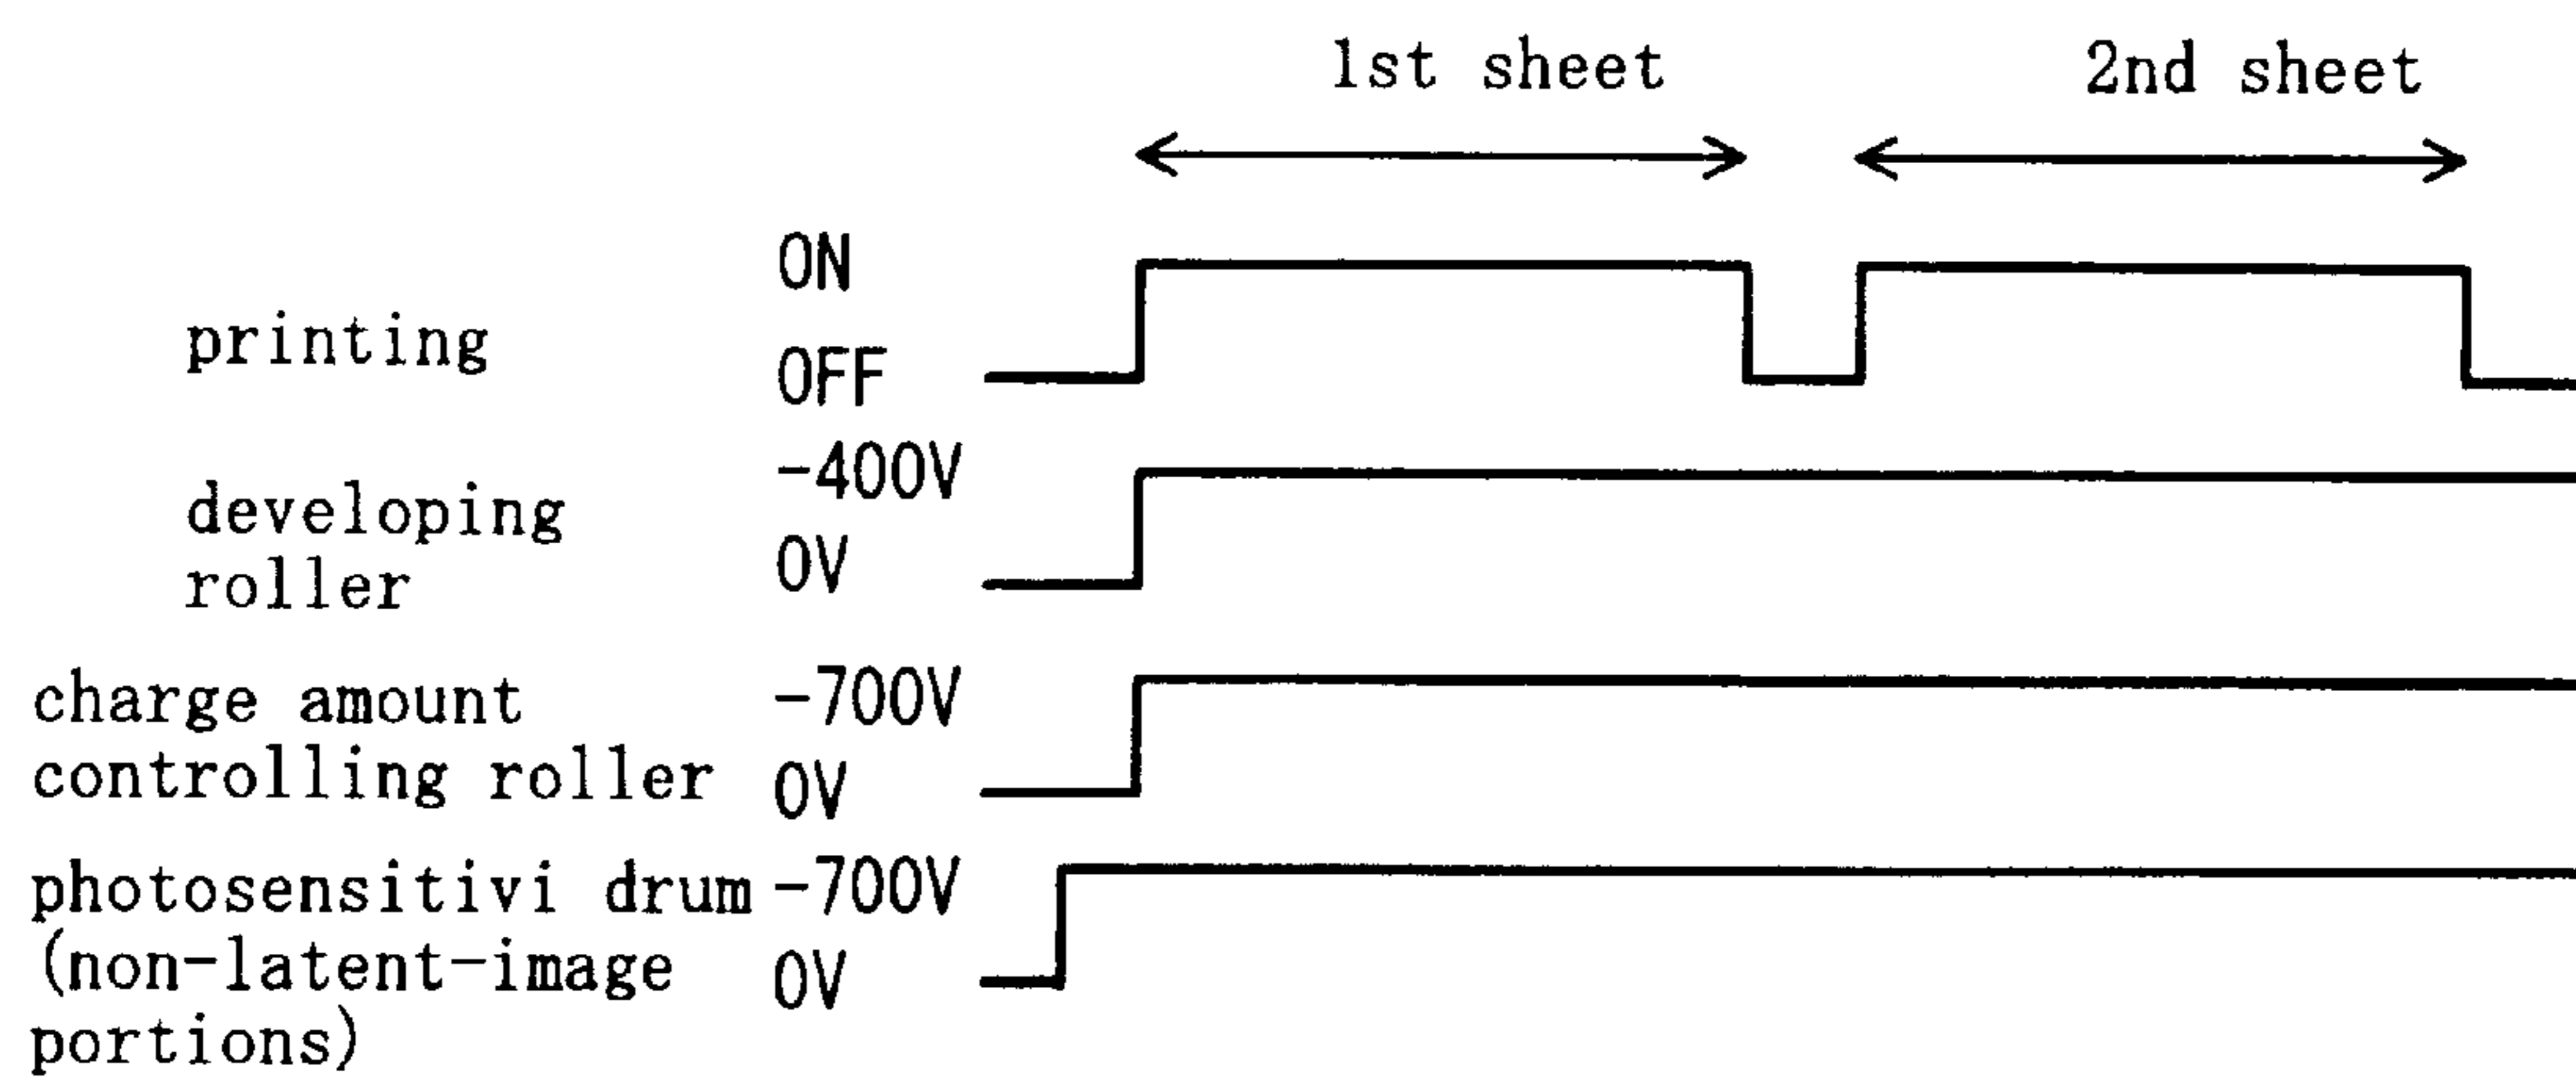 1st sheet 2nd sheet
ON
printing
OFF
-400V
developing
roller
0V
charge amount
-700V
controlling roller
0V
photosensitivi drum -700V
(non-latent-image
0V
portions)